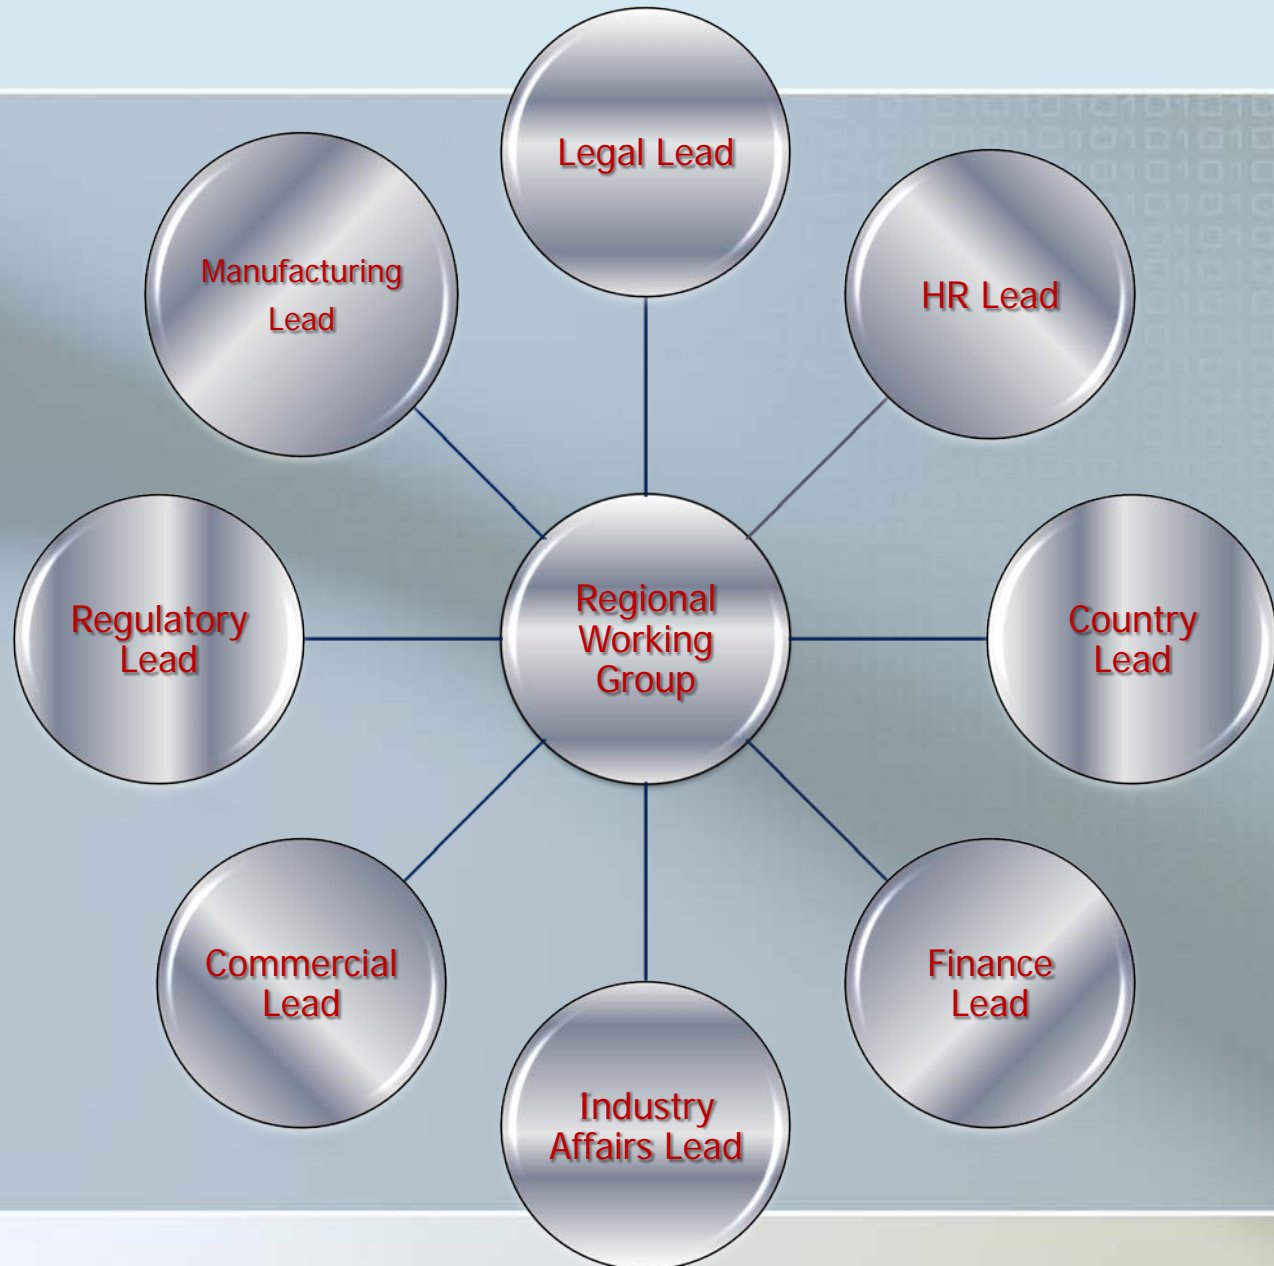 Legal Lead
Manufacturing
Lead
HR Lead
Regulatory
Lead
Regional
Working
Group
Country
Lead
Commercial
Lead
Finance
Lead
Industry
Affairs Lead